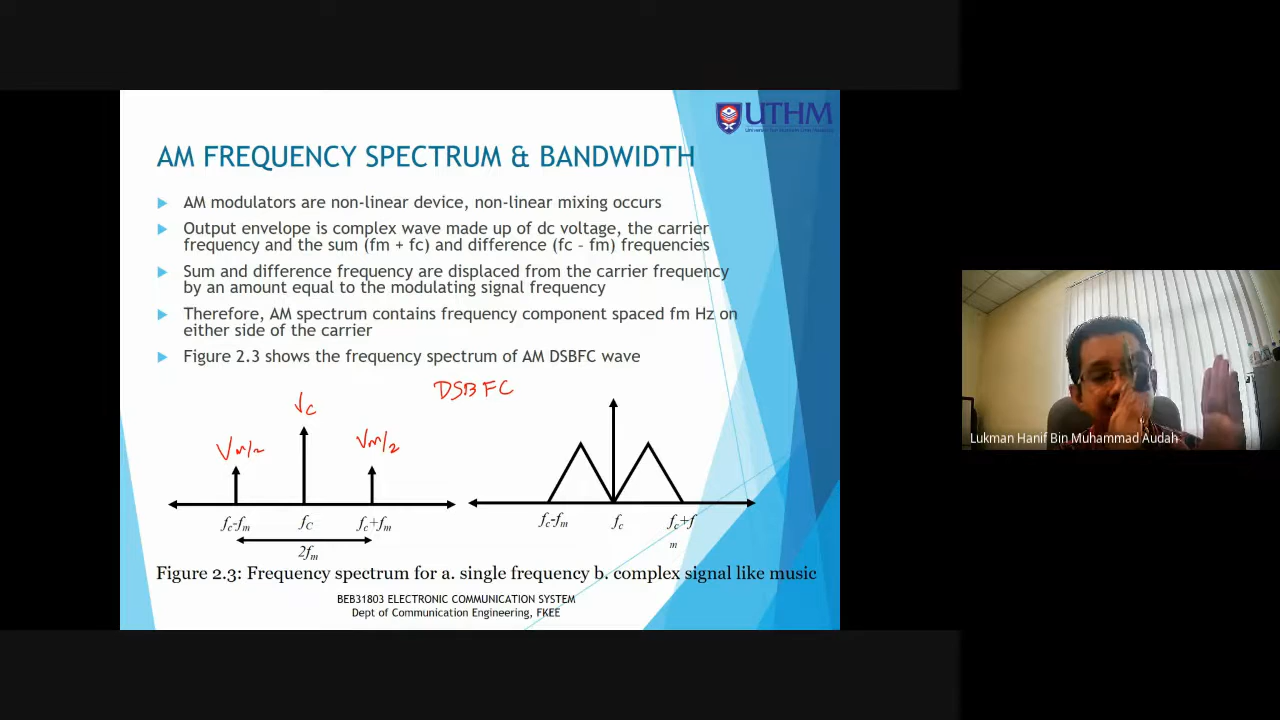 UTHM
AM FREQUENCY SPECTRUM & BANDWIDTH
AM modulators are non-linear device, non-linear mixing occurs
Output envelope is complex wave made up of dc voltage, the carrier
frequency and the sum (fm + fc) and difference (fc – fm) frequencies
Sum and difference frequency are displaced from the carrier frequency
by an amount equal to the modulating signal frequency
Therefore, AM spectrum contains frequency component spaced fm Hz on
either side of the carrier
Figure 2.3 shows the frequency spectrum of AM DSBFC wave
DSBFC
Vc
Vm/2
Vm/2
fc-fm
fC
fc+fm
2fm
fc-fm
fc
fc+f
m
Figure 2.3: Frequency spectrum for a. single frequency b. complex signal like music
BEB31803 ELECTRONIC COMMUNICATION SYSTEM
Dept of Communication Engineering, FKEE
Lukman Hanif Bin Muhammad Audah